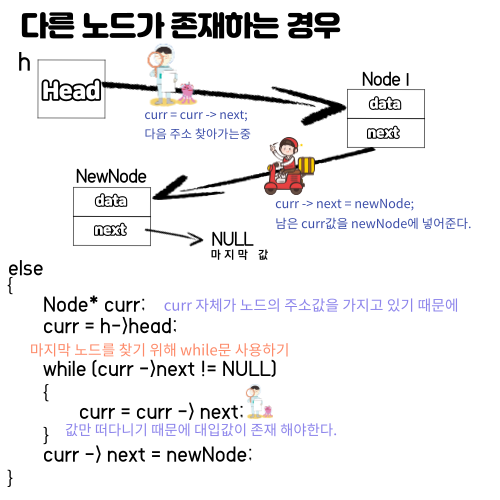 다른 노드가 존재하는 경우
h
Head
curr = curr -> next;
다음 주소 찾아가는중
Node 1
data
next
NewNode
data
next
curr -> next = newNode;
남은 curr값을 newNode에 넣어준다.
NULL
마지막 값
else
{
Node* curr; curr 자체가 노드의 주소값을 가지고 있기 때문에
curr = h->head;
마지막 노드를 찾기 위해 while문 사용하기
while (curr ->next != NULL)
{
curr = curr -> next;
} 값만 떠다니기 때문에 대입값이 존재 해야한다.
curr -> next = newNode;
}